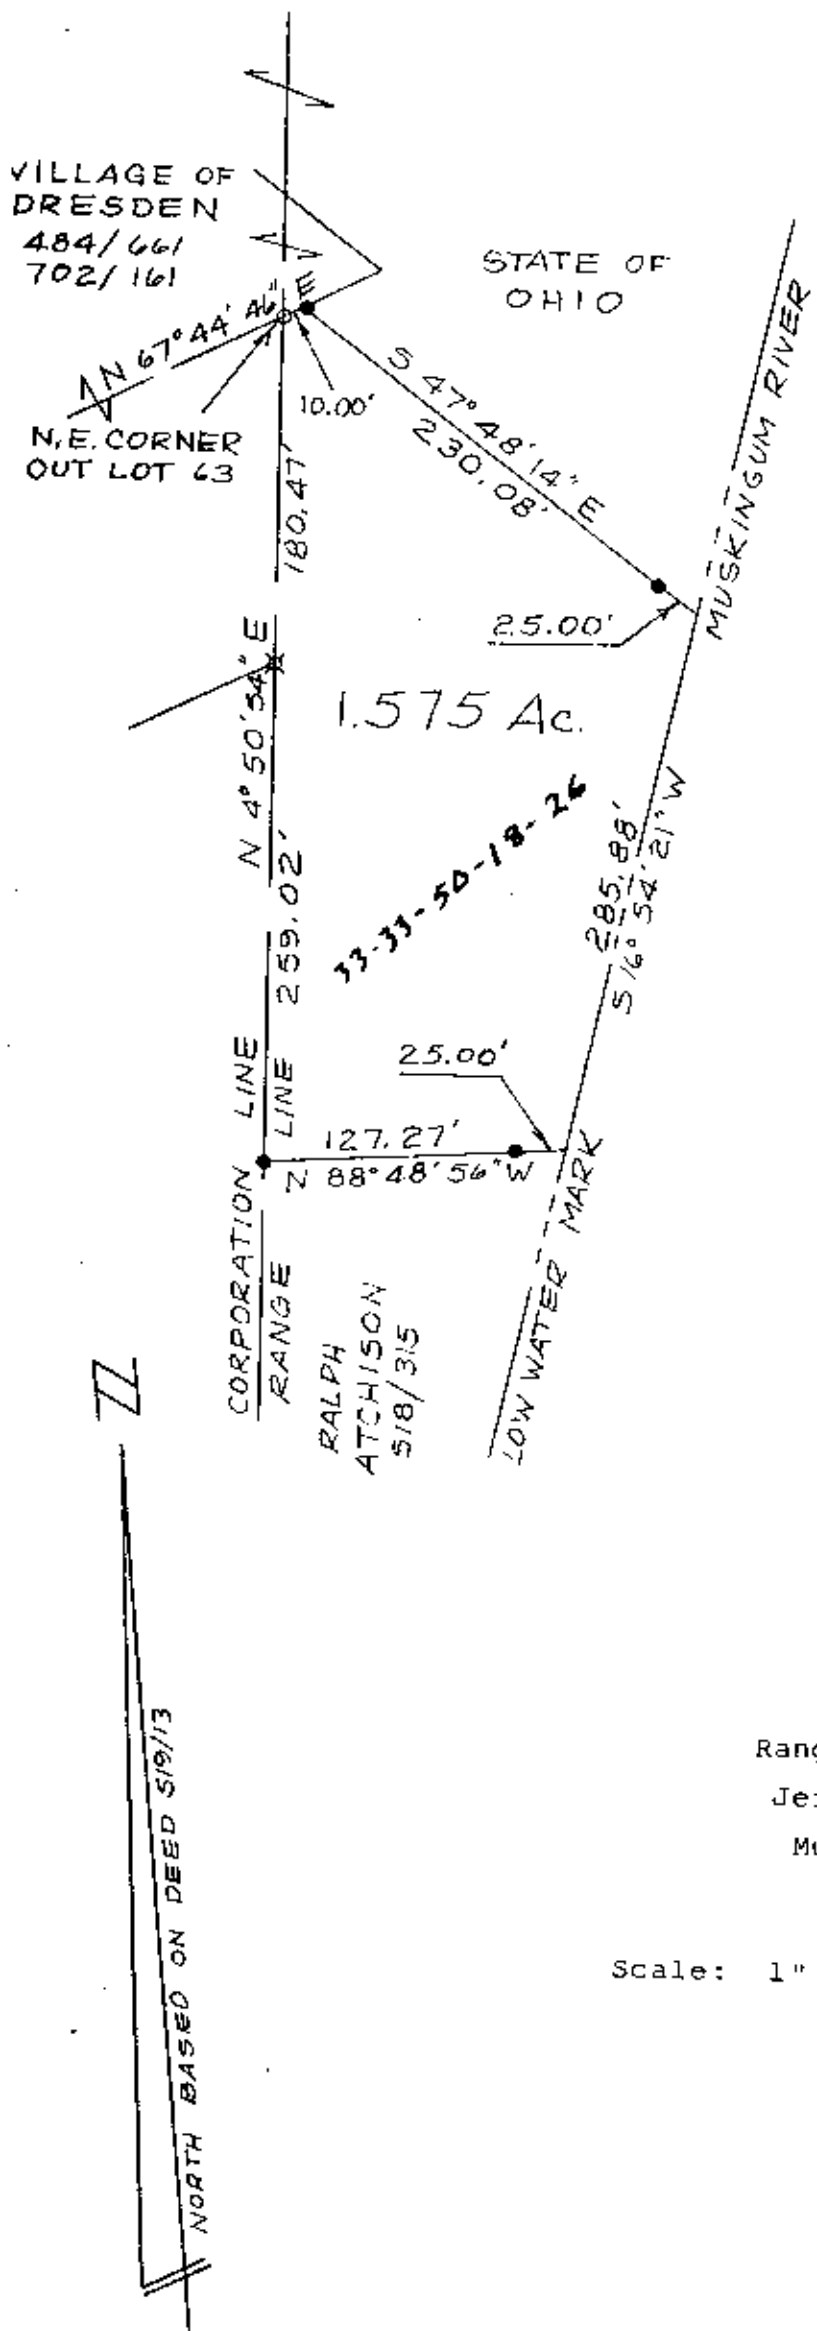 VILLAGE OF
DRESDEN
484/661
702/161
STATE OF
OHIO
N 67° 44' 46" E
10.00'
N.E. CORNER
OUT LOT 63
S 47° 48' 14" E
230.08'
180.47'
MUSKINGUM RIVER
25.00'
N 4° 50' 54" E
1.575 Ac.
33-33-50-18-26
259.02'
285.88'
S 16° 54' 21" W
25.00'
127.27'
N 88° 48' 56" W
CORPORATION LINE
RANGE LINE
RALPH
ATCHISON
518/315
LOW WATER MARK
N
NORTH BASED ON DEED 519/13
Rang
Je
M
Scale: 1"